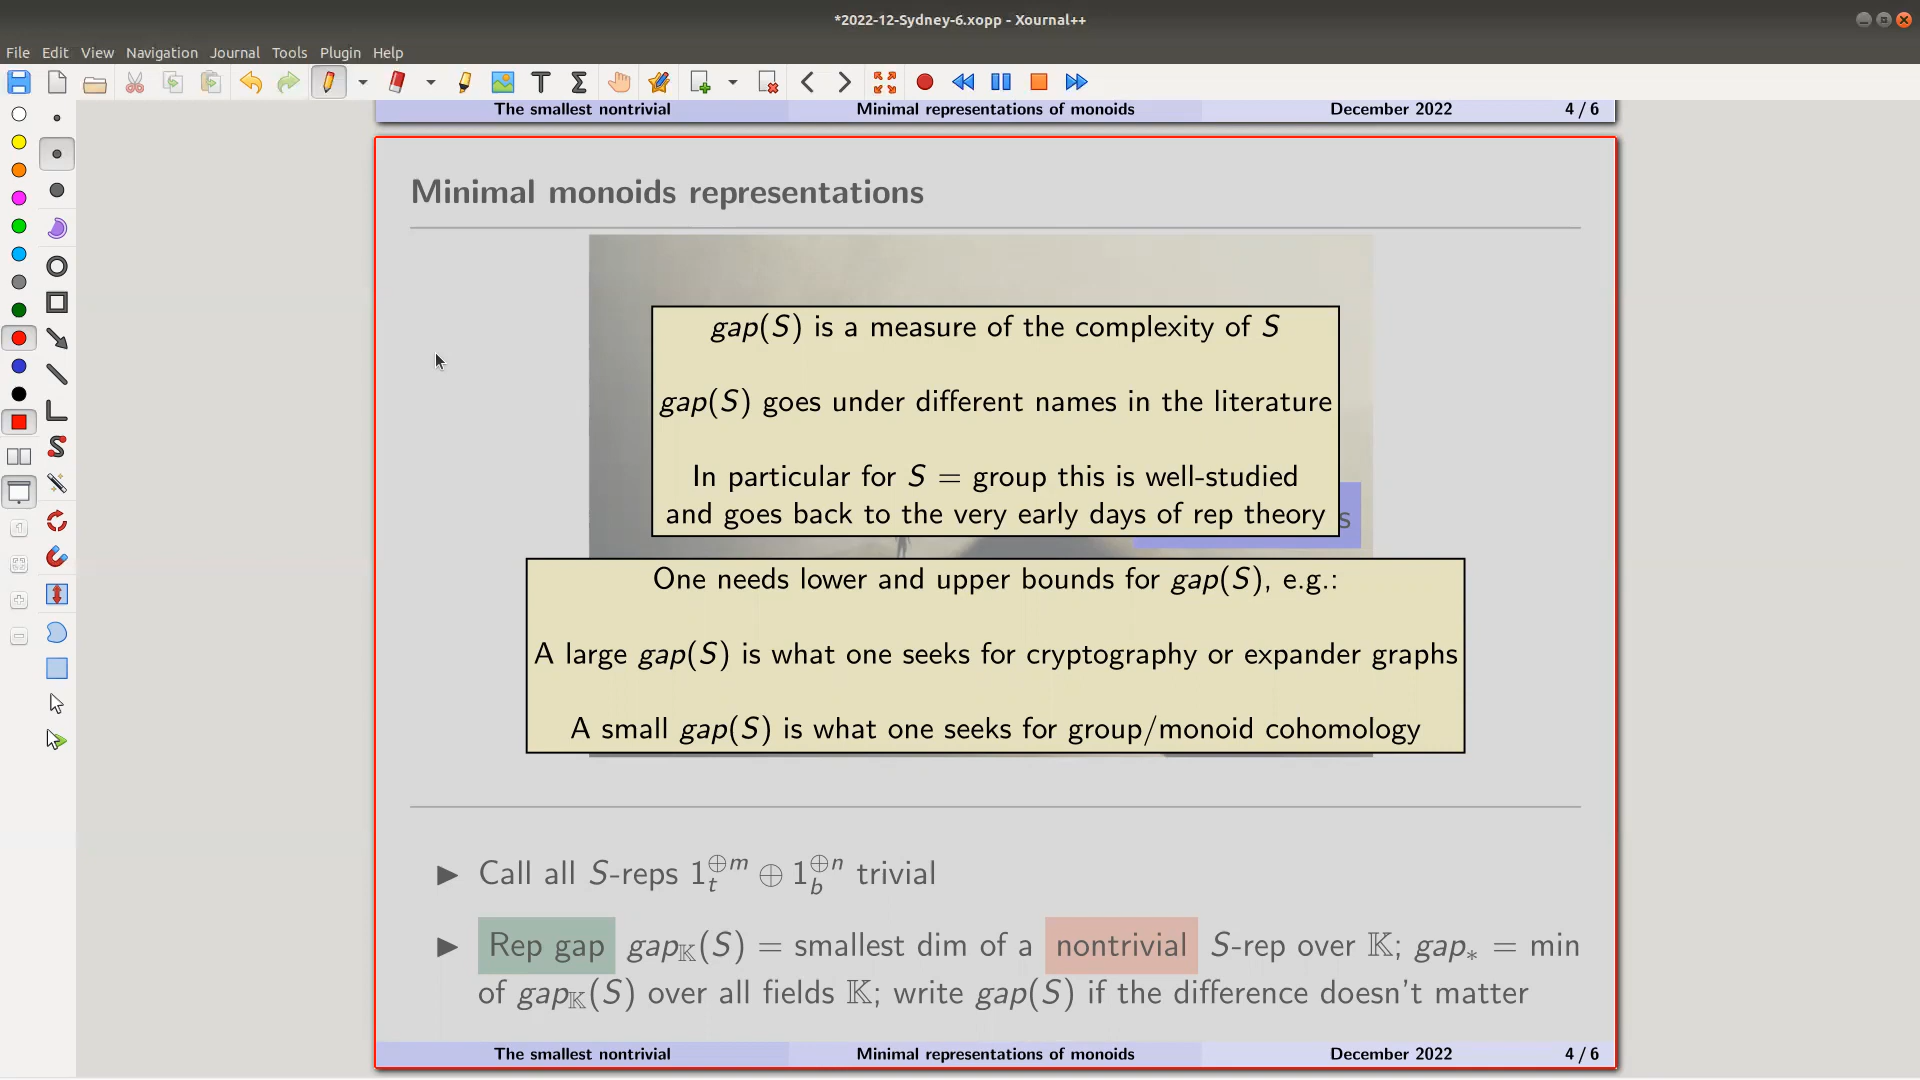 *2022-12-Sydney-6.xopp - Xournal++
File Edit View Navigation Journal Tools Plugin Help
The smallest nontrivial Minimal representations of monoids December 2022 4 / 6
Minimal monoids representations
gap(S) is a measure of the complexity of S
gap(S) goes under different names in the literature
In particular for S = group this is well-studied
and goes back to the very early days of rep theory
s
One needs lower and upper bounds for gap(S), e.g.:
A large gap(S) is what one seeks for cryptography or expander graphs
A small gap(S) is what one seeks for group/monoid cohomology
▶ Call all S-reps 1_t^{⊕m} ⊕ 1_b^{⊕n} trivial
▶ Rep gap gap_𝕂(S) = smallest dim of a nontrivial S-rep over 𝕂; gap_* = min
of gap_𝕂(S) over all fields 𝕂; write gap(S) if the difference doesn't matter
The smallest nontrivial Minimal representations of monoids December 2022 4 / 6